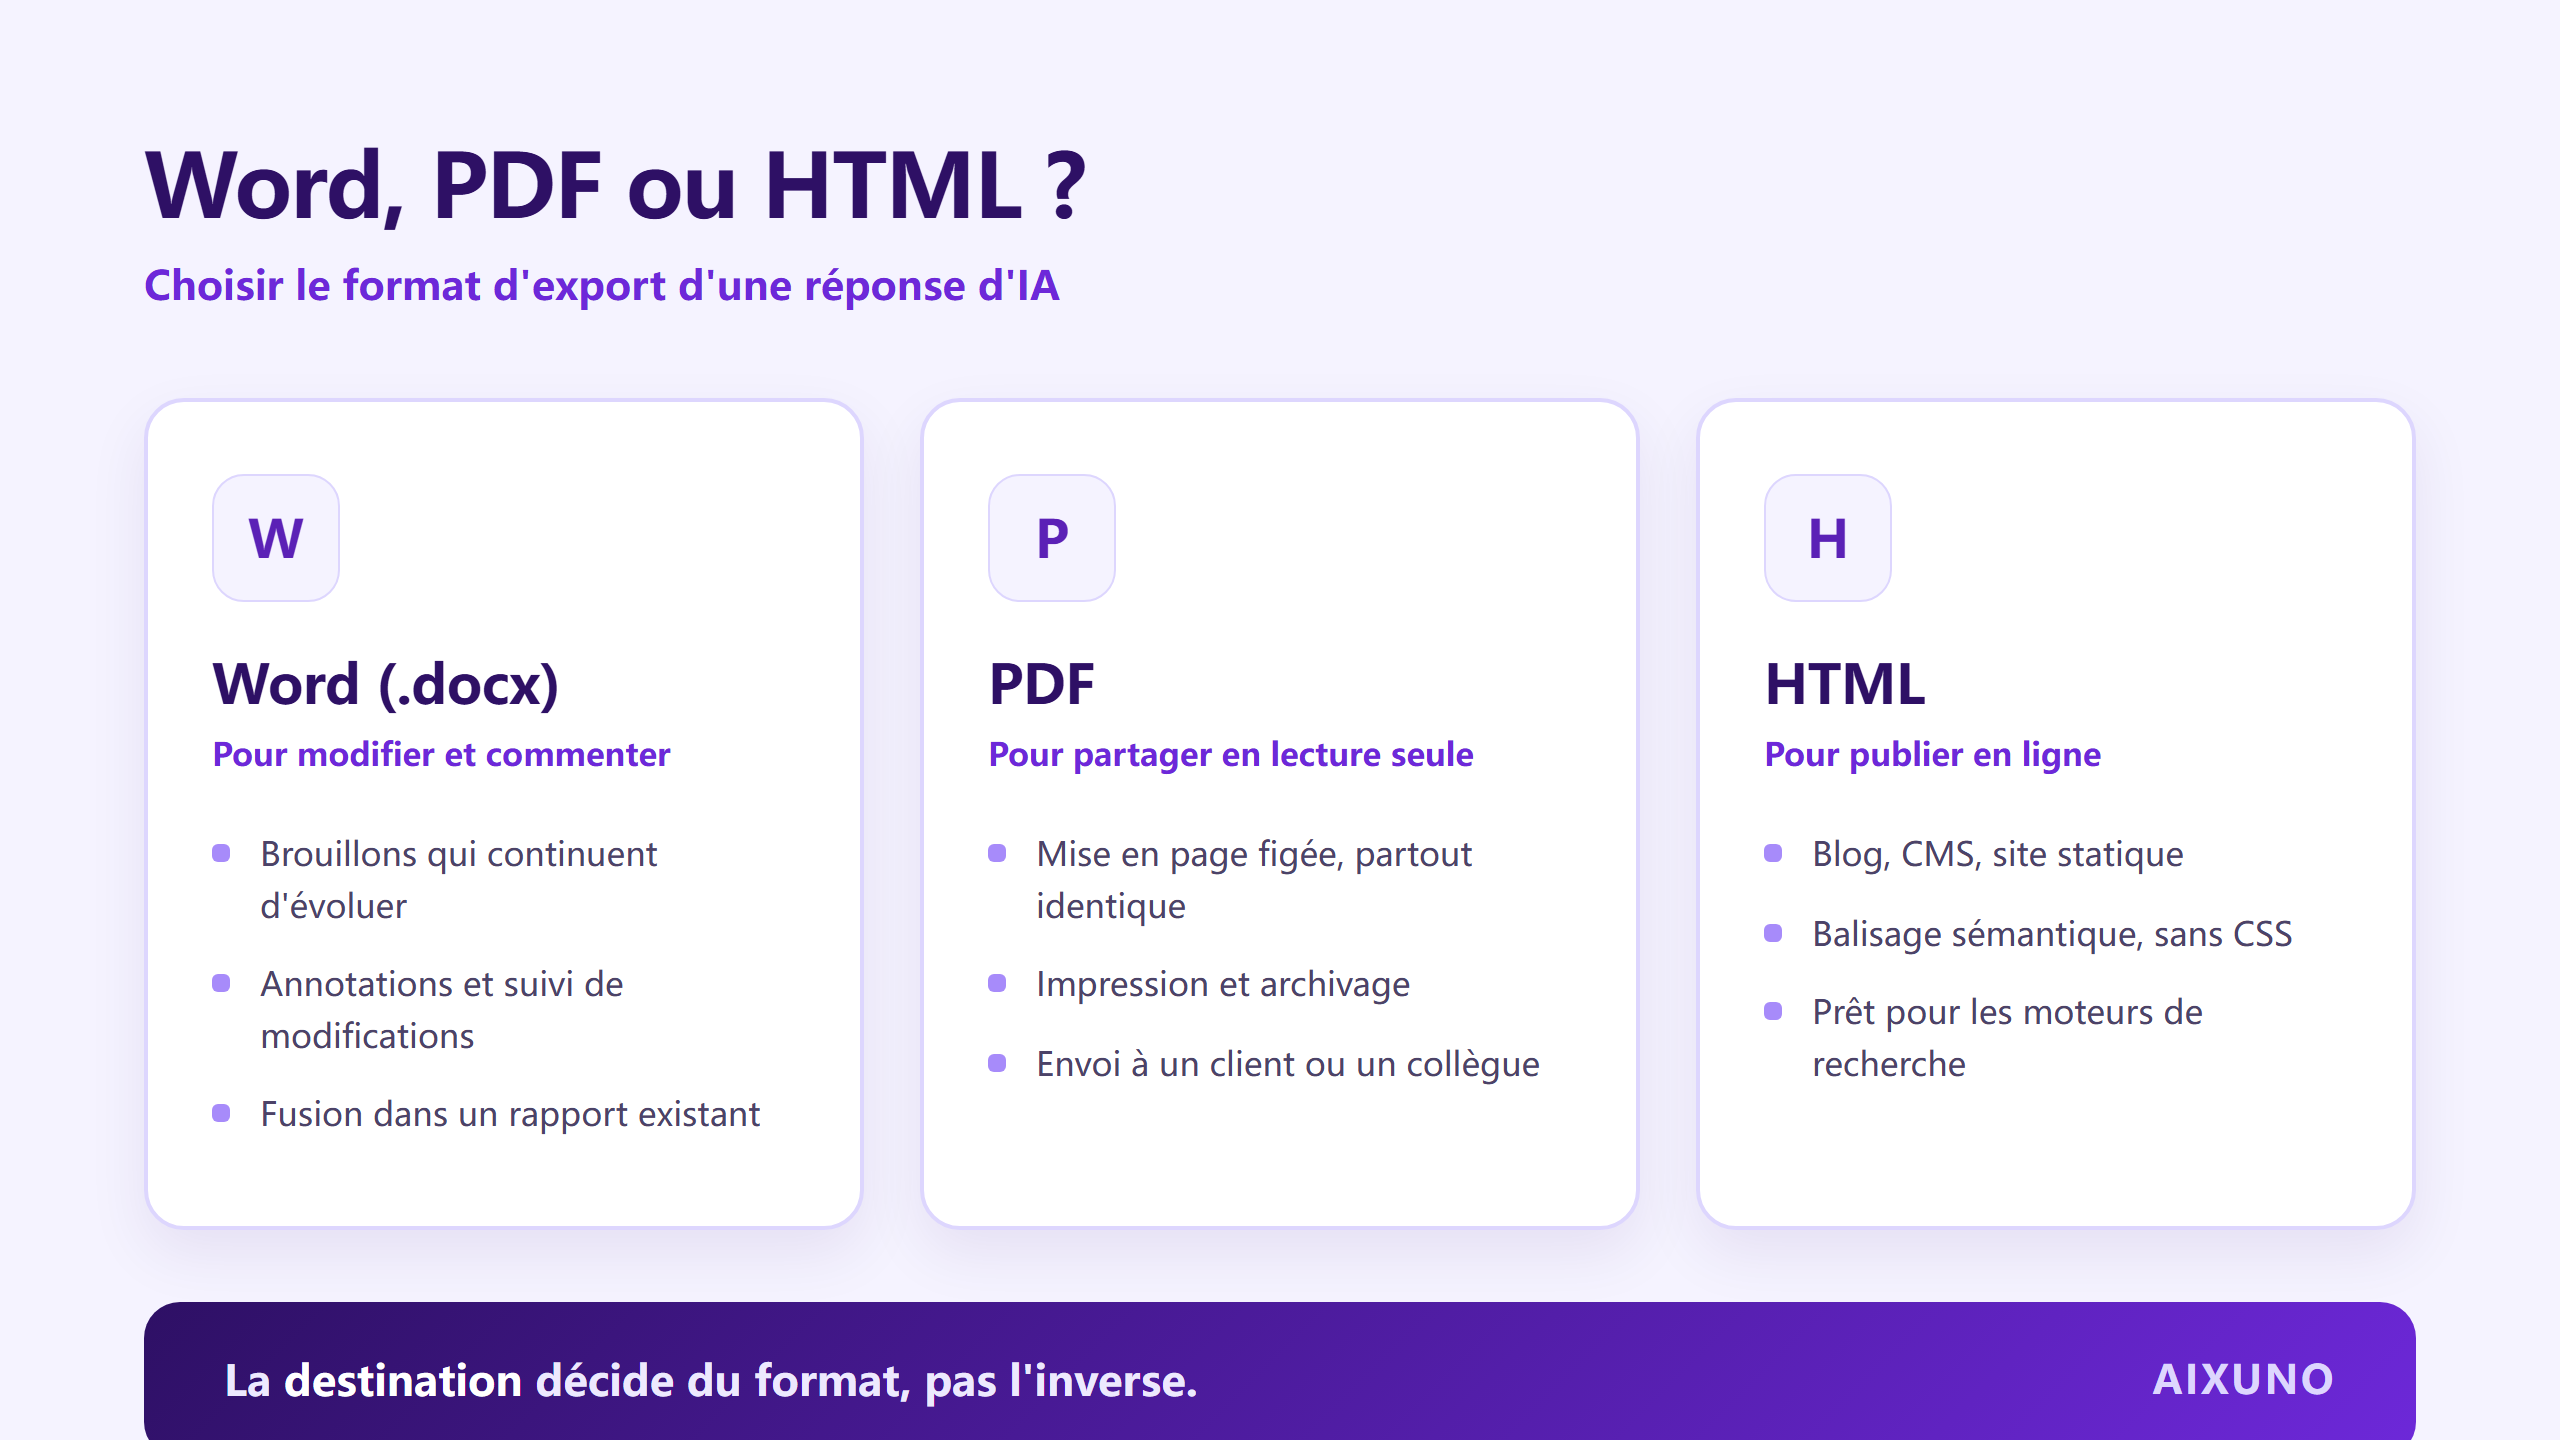 Word, PDF ou HTML ?
Choisir le format d'export d'une réponse d'IA
W
Word (.docx)
Pour modifier et commenter
Brouillons qui continuent
d'évoluer
Annotations et suivi de
modifications
Fusion dans un rapport existant
P
PDF
Pour partager en lecture seule
Mise en page figée, partout
identique
Impression et archivage
Envoi à un client ou un collègue
H
HTML
Pour publier en ligne
Blog, CMS, site statique
Balisage sémantique, sans CSS
Prêt pour les moteurs de
recherche
La destination décide du format, pas l'inverse.
AIXUNO